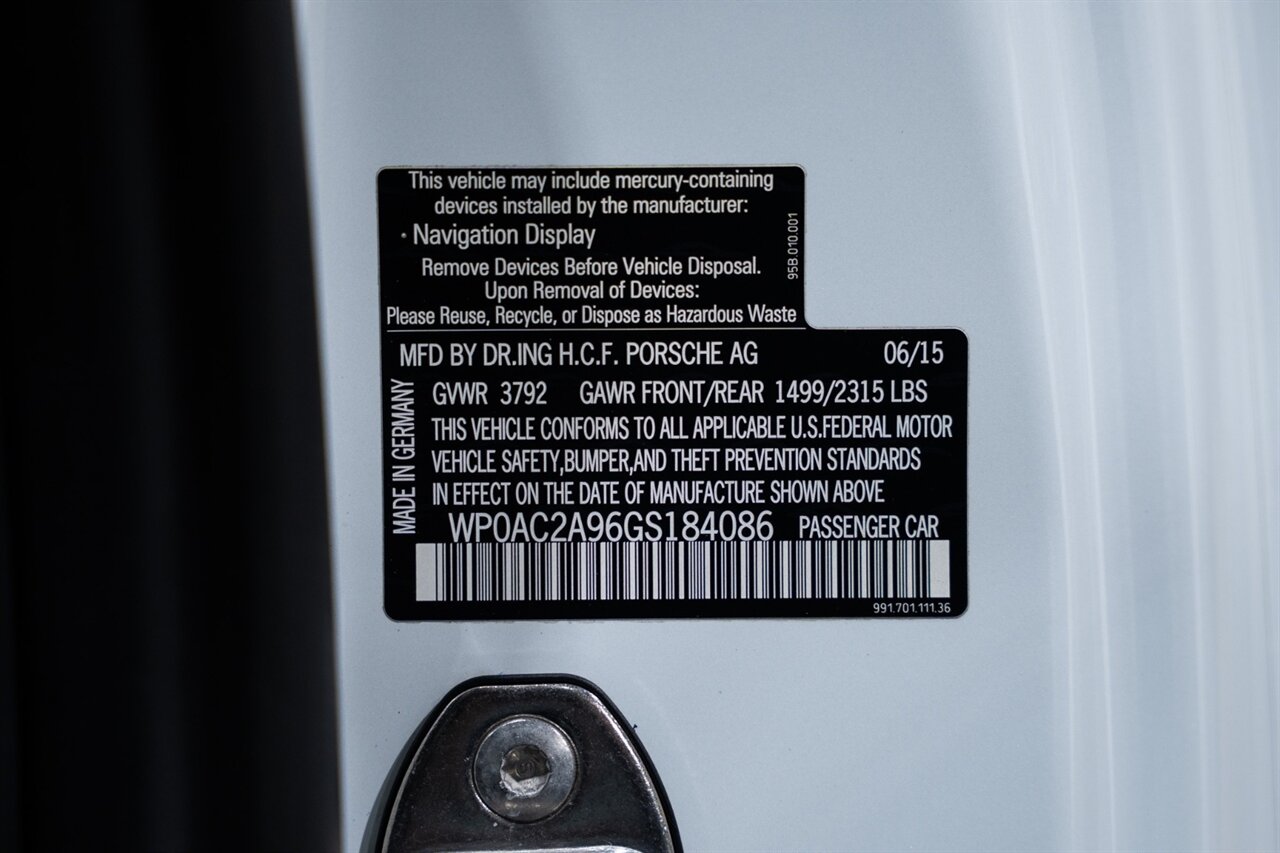 This vehicle may include mercury-containing
devices installed by the manufacturer:
· Navigation Display
Remove Devices Before Vehicle Disposal.
Upon Removal of Devices:
Please Reuse, Recycle, or Dispose as Hazardous Waste
95B.010.001
MFD BY DR.ING H.C.F. PORSCHE AG 06/15
GVWR 3792 GAWR FRONT/REAR 1499/2315 LBS
THIS VEHICLE CONFORMS TO ALL APPLICABLE U.S.FEDERAL MOTOR
VEHICLE SAFETY,BUMPER,AND THEFT PREVENTION STANDARDS
IN EFFECT ON THE DATE OF MANUFACTURE SHOWN ABOVE
MADE IN GERMANY
WP0AC2A96GS184086 PASSENGER CAR
991.701.111.36